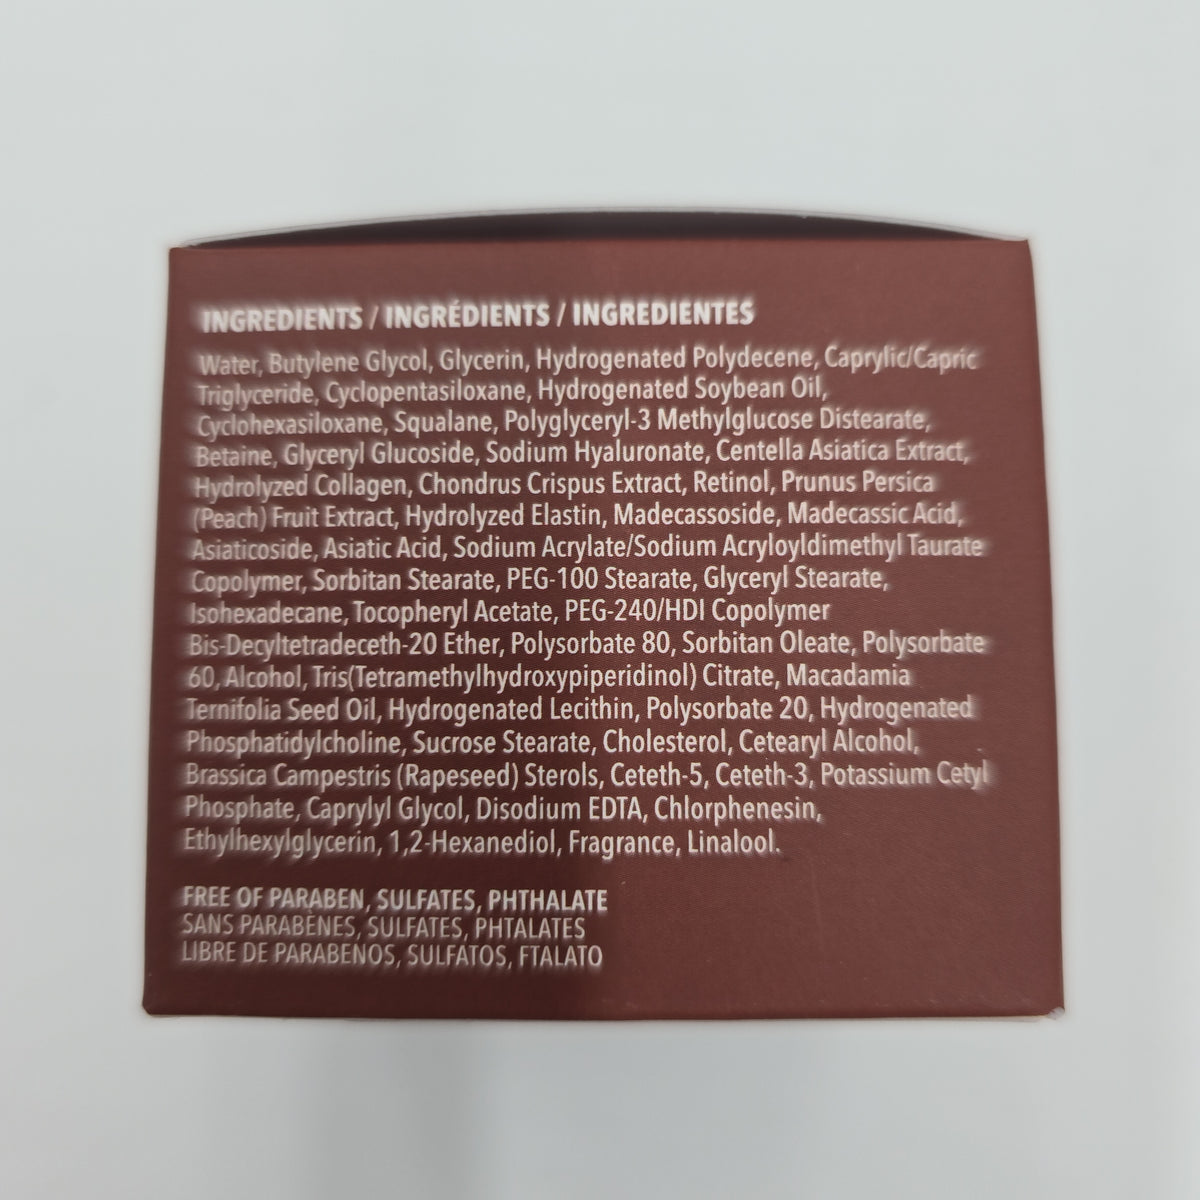 INGREDIENTS / INGRÉDIENTS / INGREDIENTES
Water, Butylene Glycol, Glycerin, Hydrogenated Polydecene, Caprylic/Capric
Triglyceride, Cyclopentasiloxane, Hydrogenated Soybean Oil,
Cyclohexasiloxane, Squalane, Polyglyceryl-3 Methylglucose Distearate,
Betaine, Glyceryl Glucoside, Sodium Hyaluronate, Centella Asiatica Extract,
Hydrolyzed Collagen, Chondrus Crispus Extract, Retinol, Prunus Persica
(Peach) Fruit Extract, Hydrolyzed Elastin, Madecassoside, Madecassic Acid,
Asiaticoside, Asiatic Acid, Sodium Acrylate/Sodium Acryloyldimethyl Taurate
Copolymer, Sorbitan Stearate, PEG-100 Stearate, Glyceryl Stearate,
Isohexadecane, Tocopheryl Acetate, PEG-240/HDI Copolymer
Bis-Decyltetradeceth-20 Ether, Polysorbate 80, Sorbitan Oleate, Polysorbate
60, Alcohol, Tris(Tetramethylhydroxypiperidinol) Citrate, Macadamia
Ternifolia Seed Oil, Hydrogenated Lecithin, Polysorbate 20, Hydrogenated
Phosphatidylcholine, Sucrose Stearate, Cholesterol, Cetearyl Alcohol,
Brassica Campestris (Rapeseed) Sterols, Ceteth-5, Ceteth-3, Potassium Cetyl
Phosphate, Caprylyl Glycol, Disodium EDTA, Chlorphenesin,
Ethylhexylglycerin, 1,2-Hexanediol, Fragrance, Linalool.
FREE OF PARABEN, SULFATES, PHTHALATE
SANS PARABÈNES, SULFATES, PHTALATES
LIBRE DE PARABENOS, SULFATOS, FTALATO